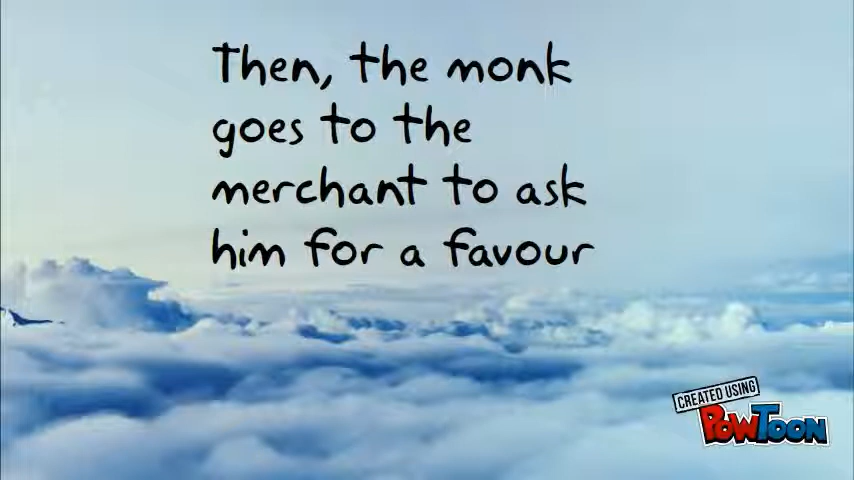 Then, the monk
goes to the
merchant to ask
him for a favour
CREATED USING
POWTOON